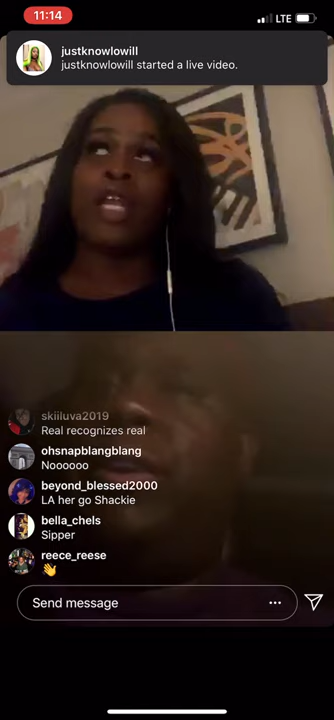 11:14
LTE
justknowlowill
justknowlowill started a live video.
skiiluva2019
Real recognizes real
ohsnapblangblang
Noooooo
beyond_blessed2000
LA her go Shackie
bella_chels
Sipper
reece_reese
👋
Send message